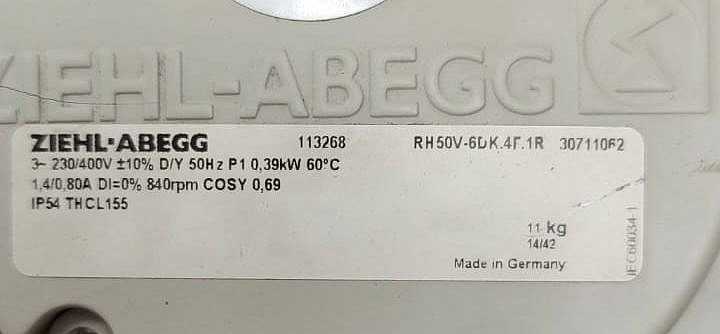 ZIEHL-ABEGG
ZIEHL-ABEGG 113268 RH50V-6DK.4F.1R 30711062
3~ 230/400V ±10% D/Y 50Hz P1 0,39kW 60°C
1,4/0,80A DI=0% 840rpm COSY 0,69
IP54 THCL155
11 kg
14/42
Made in Germany
IEC60034-1